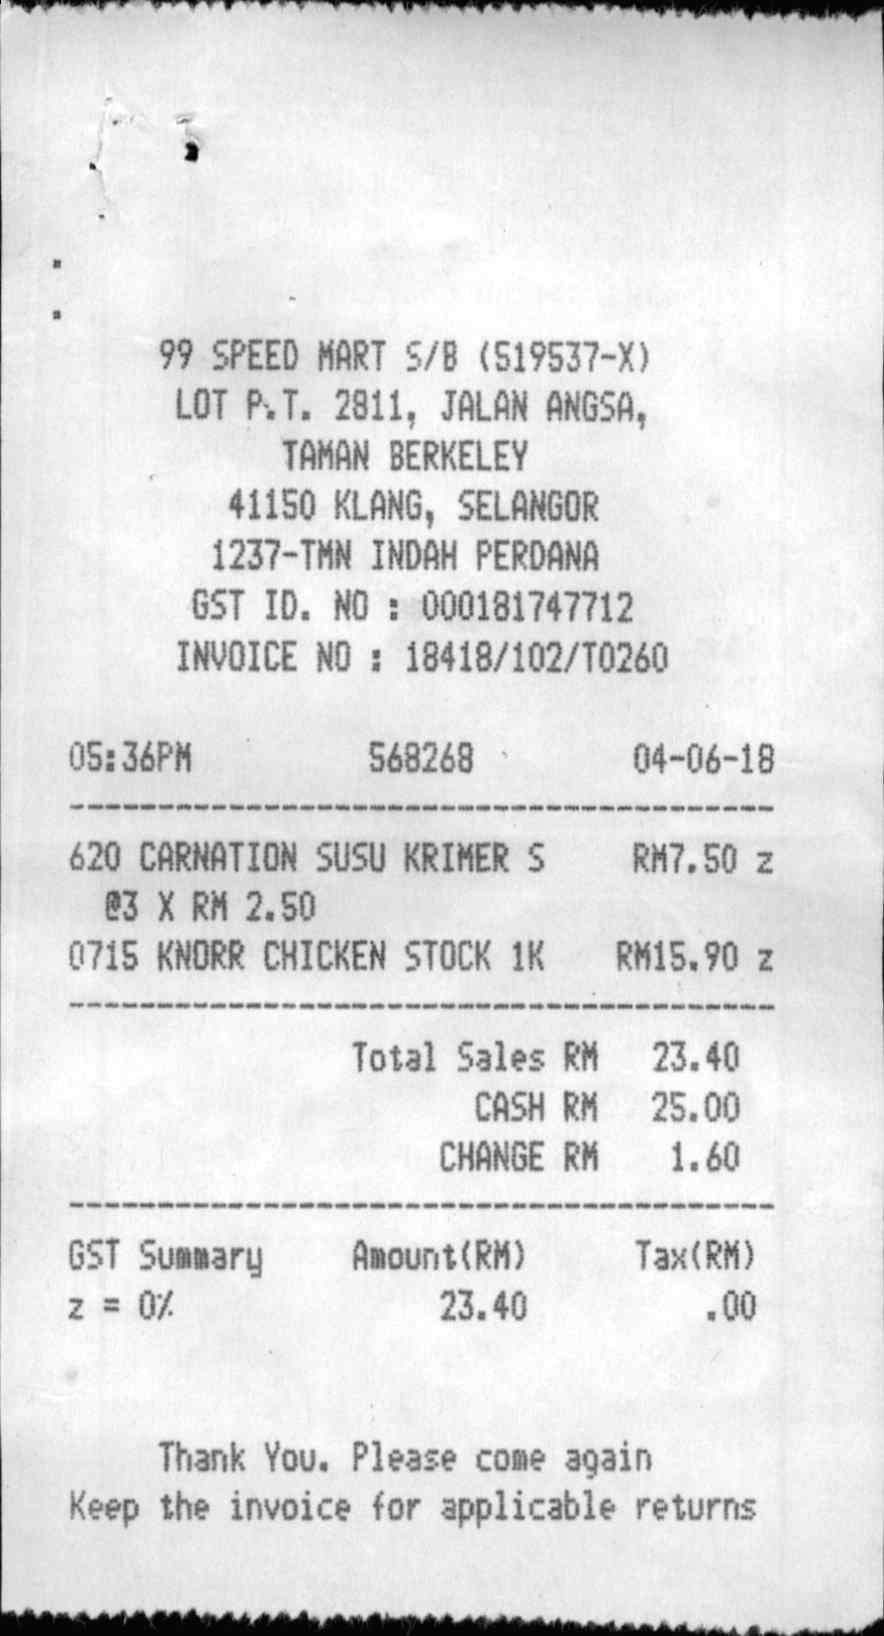 99 SPEED MART S/B (519537-X)
LOT P.T. 2811, JALAN ANGSA,
TAMAN BERKELEY
41150 KLANG, SELANGOR
1237-TMN INDAH PERDANA
GST ID. NO : 000181747712
INVOICE NO : 18418/102/T0260
05:36PM 568268 04-06-18
620 CARNATION SUSU KRIMER S RM7.50 z
@3 X RM 2.50
0715 KNORR CHICKEN STOCK 1K RM15.90 z
Total Sales RM 23.40
CASH RM 25.00
CHANGE RM 1.60
GST Summary Amount(RM) Tax(RM)
z = 0% 23.40 .00
Thank You. Please come again
Keep the invoice for applicable returns